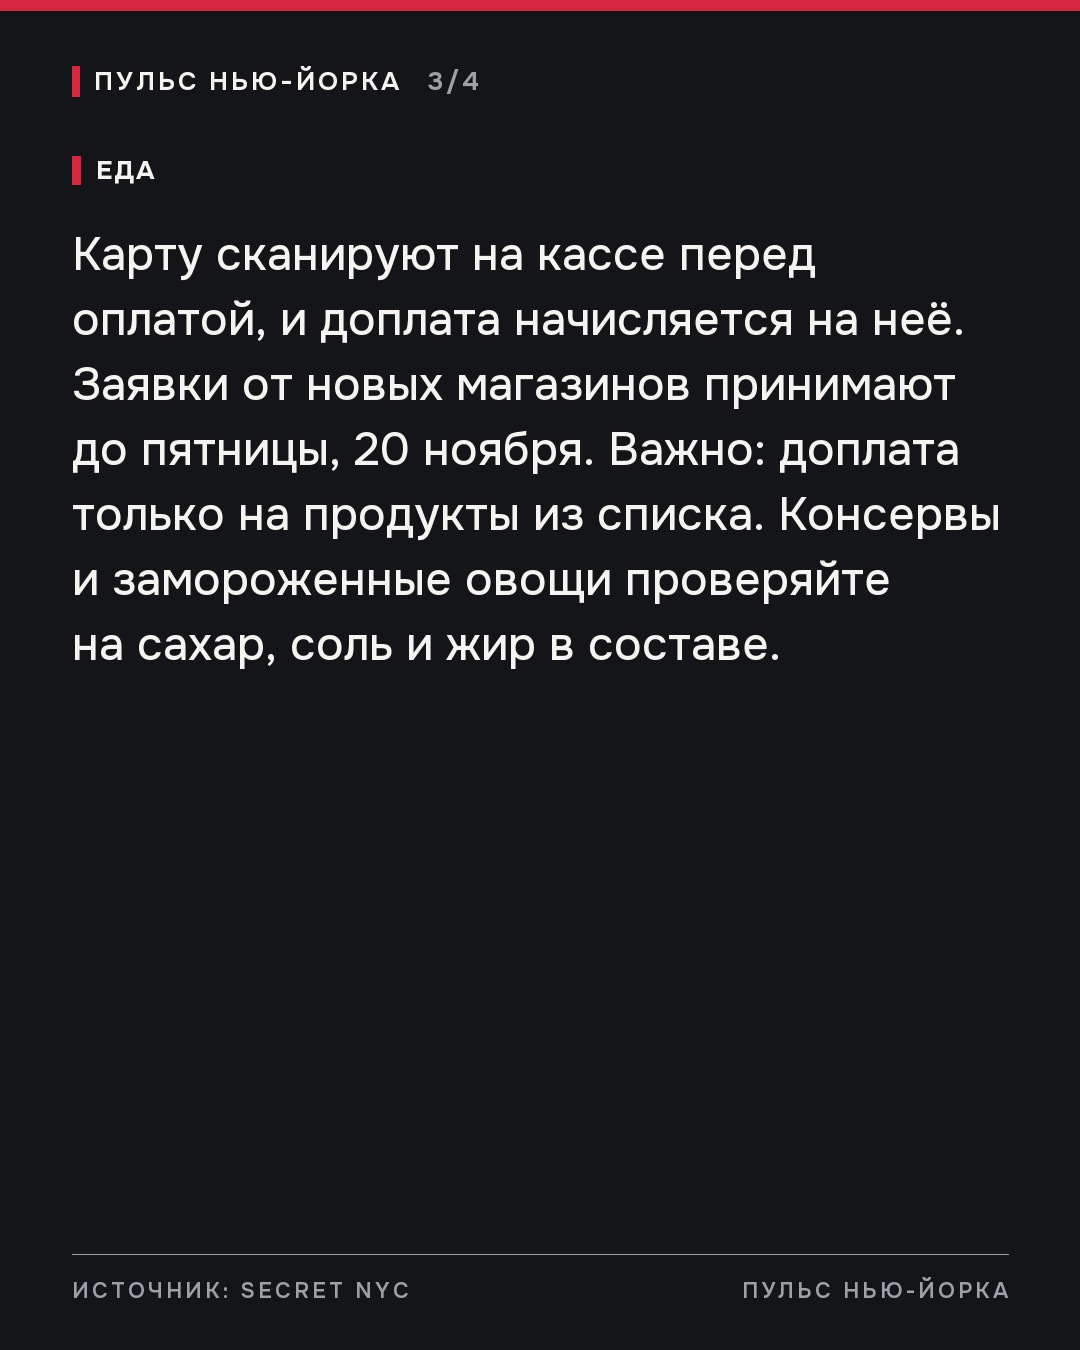 ПУЛЬС НЬЮ-ЙОРКА 3/4
ЕДА
Карту сканируют на кассе перед
оплатой, и доплата начисляется на неё.
Заявки от новых магазинов принимают
до пятницы, 20 ноября. Важно: доплата
только на продукты из списка. Консервы
и замороженные овощи проверяйте
на сахар, соль и жир в составе.
ИСТОЧНИК: SECRET NYC
ПУЛЬС НЬЮ-ЙОРКА